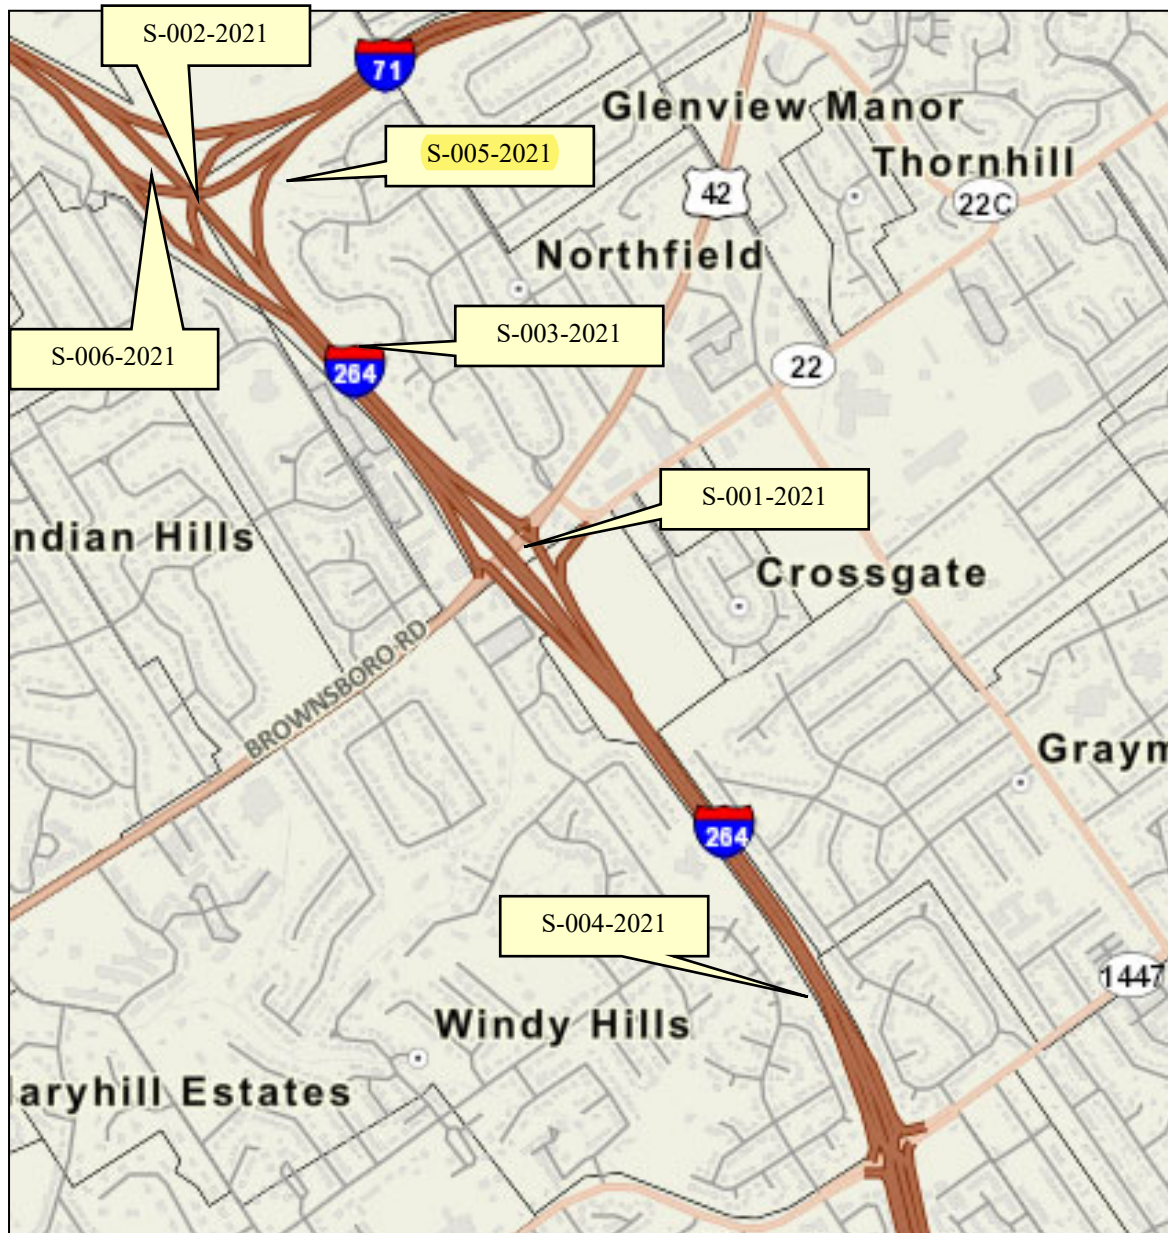 S-002-2021
71
Glenview Manor
S-005-2021
Thornhill
42
22C
Northfield
S-003-2021
S-006-2021
22
264
S-001-2021
ndian Hills
Crossgate
BROWNSBORO RD
Graym
264
S-004-2021
1447
Windy Hills
laryhill Estates